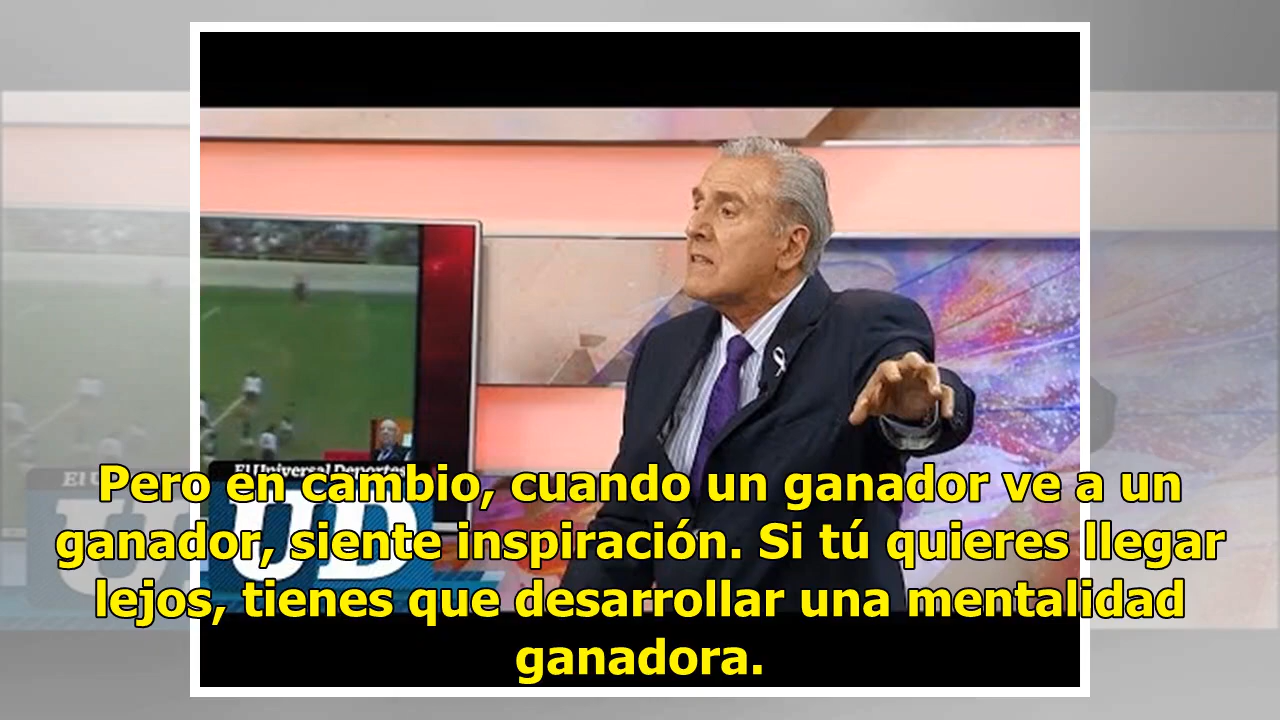 El Universal Deportes
UD
El U
U
Pero en cambio, cuando un ganador ve a un
ganador, siente inspiración. Si tú quieres llegar
lejos, tienes que desarrollar una mentalidad
ganadora.